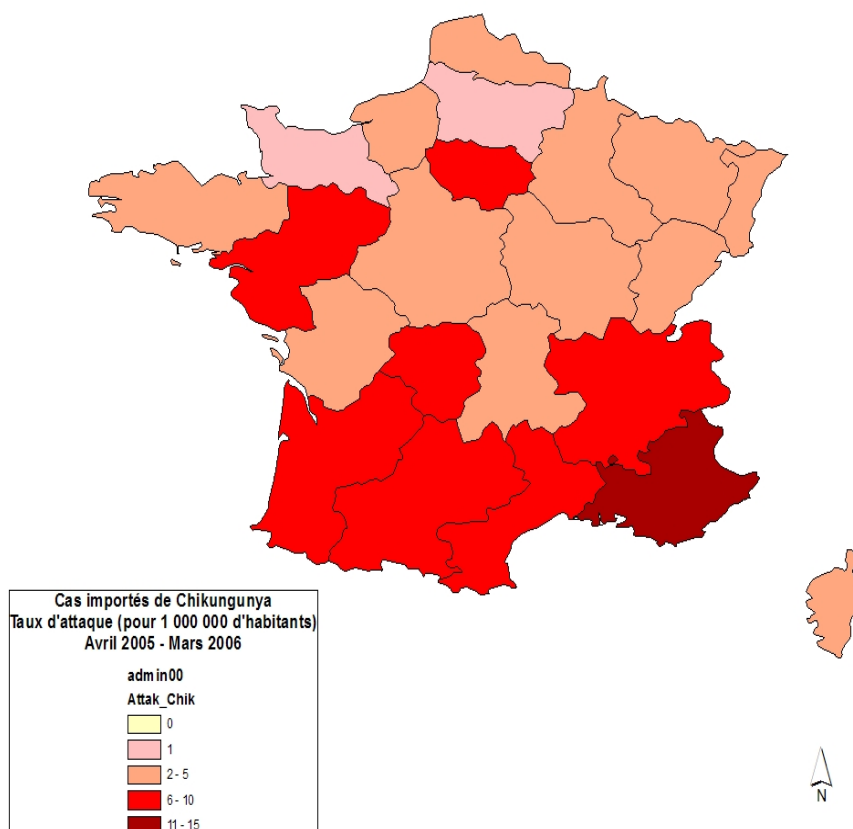 Cas importés de Chikungunya
Taux d'attaque (pour 1 000 000 d'habitants)
Avril 2005 - Mars 2006
admin00
Attak_Chik
0
1
2 - 5
6 - 10
11 - 15
N